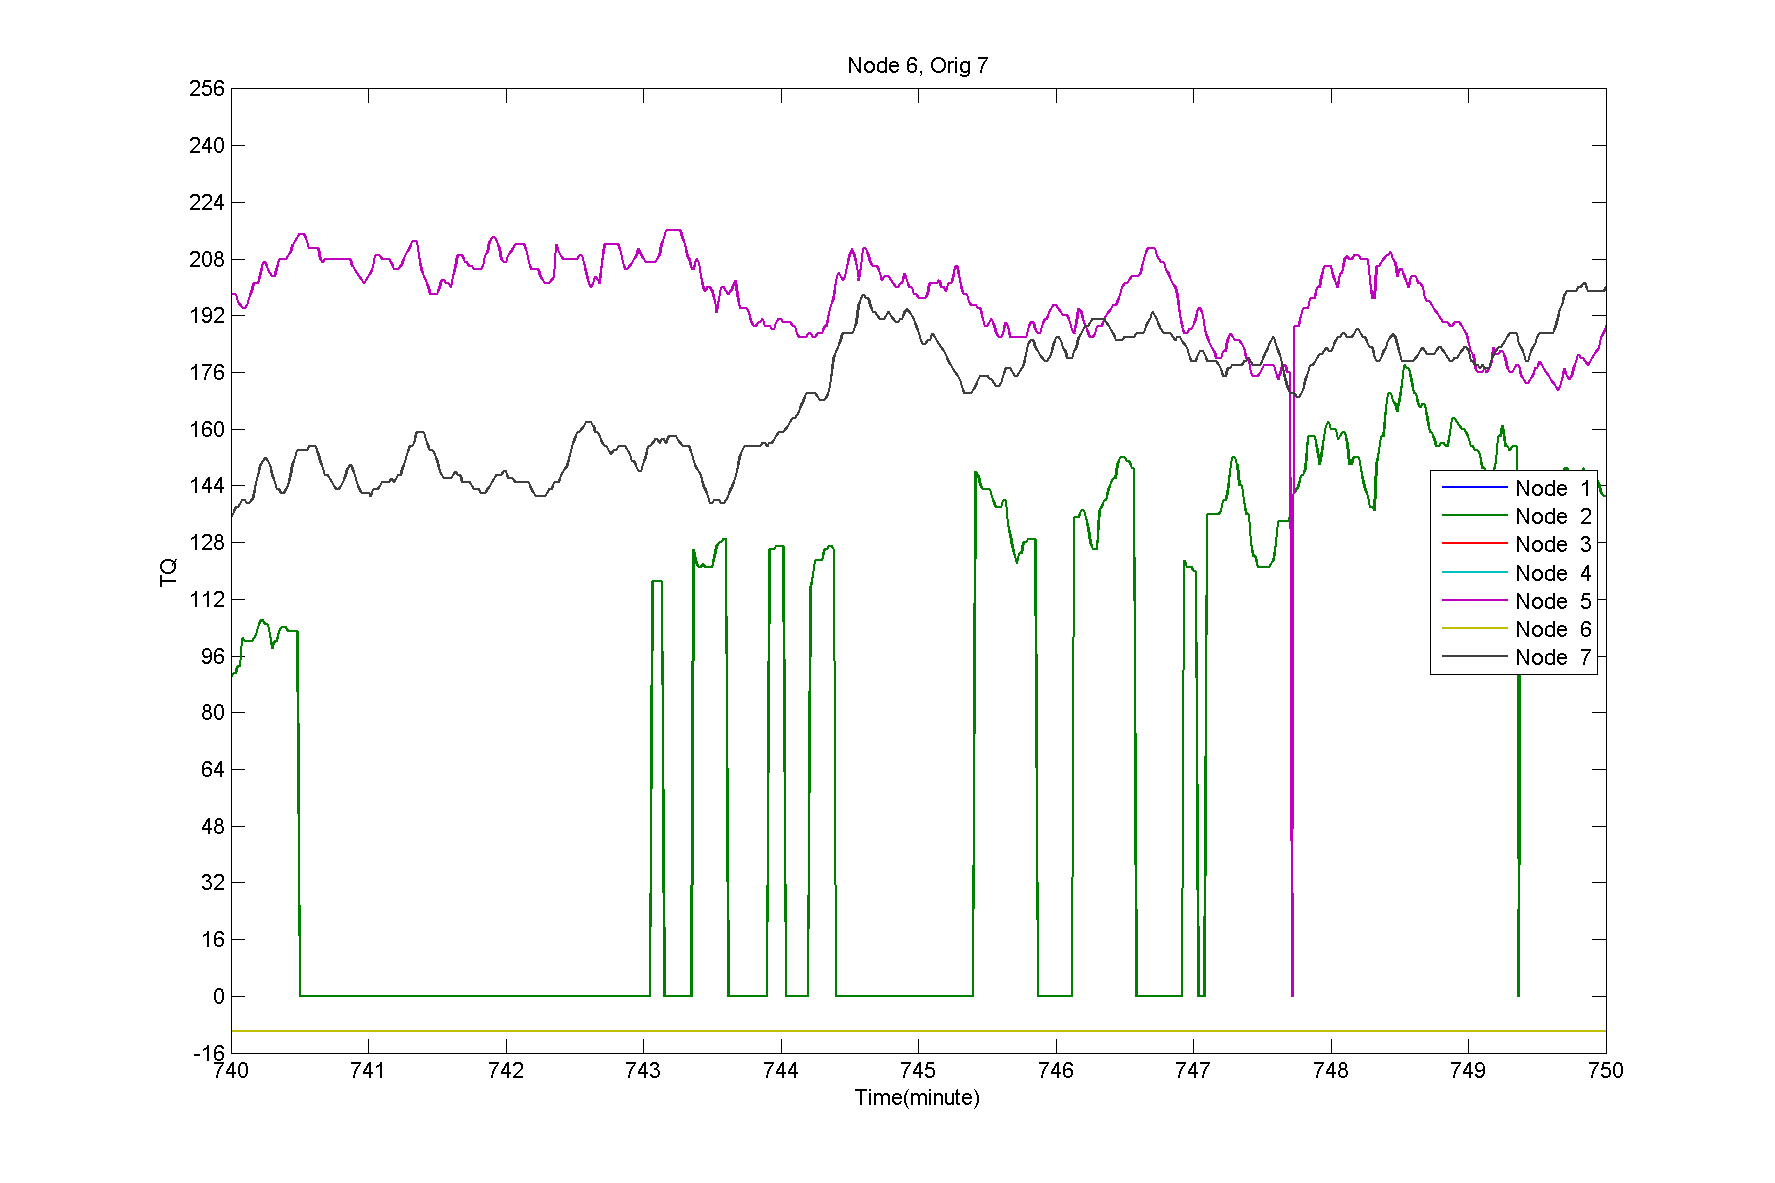 Node 6, Orig 7
256
240
224
208
192
176
160
144
128
112
96
80
64
48
32
16
0
-16
TQ
740 741 742 743 744 745 746 747 748 749 750
Time(minute)
Node 1
Node 2
Node 3
Node 4
Node 5
Node 6
Node 7